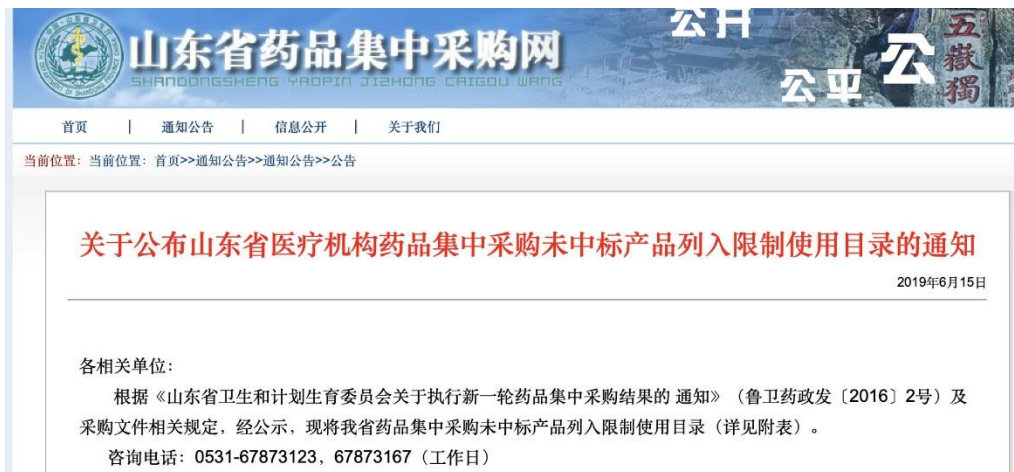 山东省药品集中采购网
SHANDONGSHENG YAOPIN JIZHONG CAIGOU WANG
公开
公平
公
五嶽獨
首页 | 通知公告 | 信息公开 | 关于我们
当前位置：当前位置：首页>>通知公告>>通知公告>>公告
关于公布山东省医疗机构药品集中采购未中标产品列入限制使用目录的通知
2019年6月15日
各相关单位：
根据《山东省卫生和计划生育委员会关于执行新一轮药品集中采购结果的 通知》（鲁卫药政发〔2016〕2号）及
采购文件相关规定，经公示，现将我省药品集中采购未中标产品列入限制使用目录（详见附表）。
咨询电话：0531-67873123，67873167（工作日）